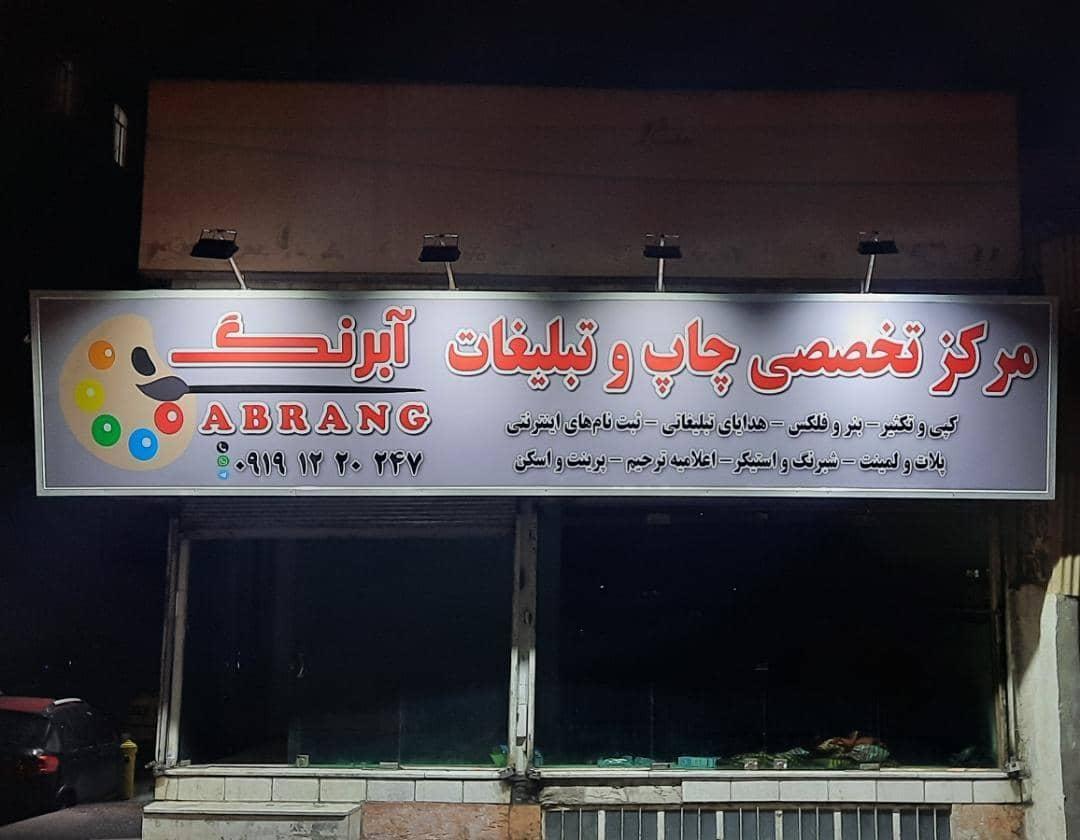 مرکز تخصصی چاپ و تبلیغات
کپی و تکثیر - بنر و فلکس - هدایای تبلیغاتی - ثبت نام‌های اینترنتی
پلات و لمینت - شبرنگ و استیکر - اعلامیه ترحیم - پرینت و اسکن
آبرنگ
ABRANG
۰۹۱۹ ۱۲ ۲۰ ۲۴۷